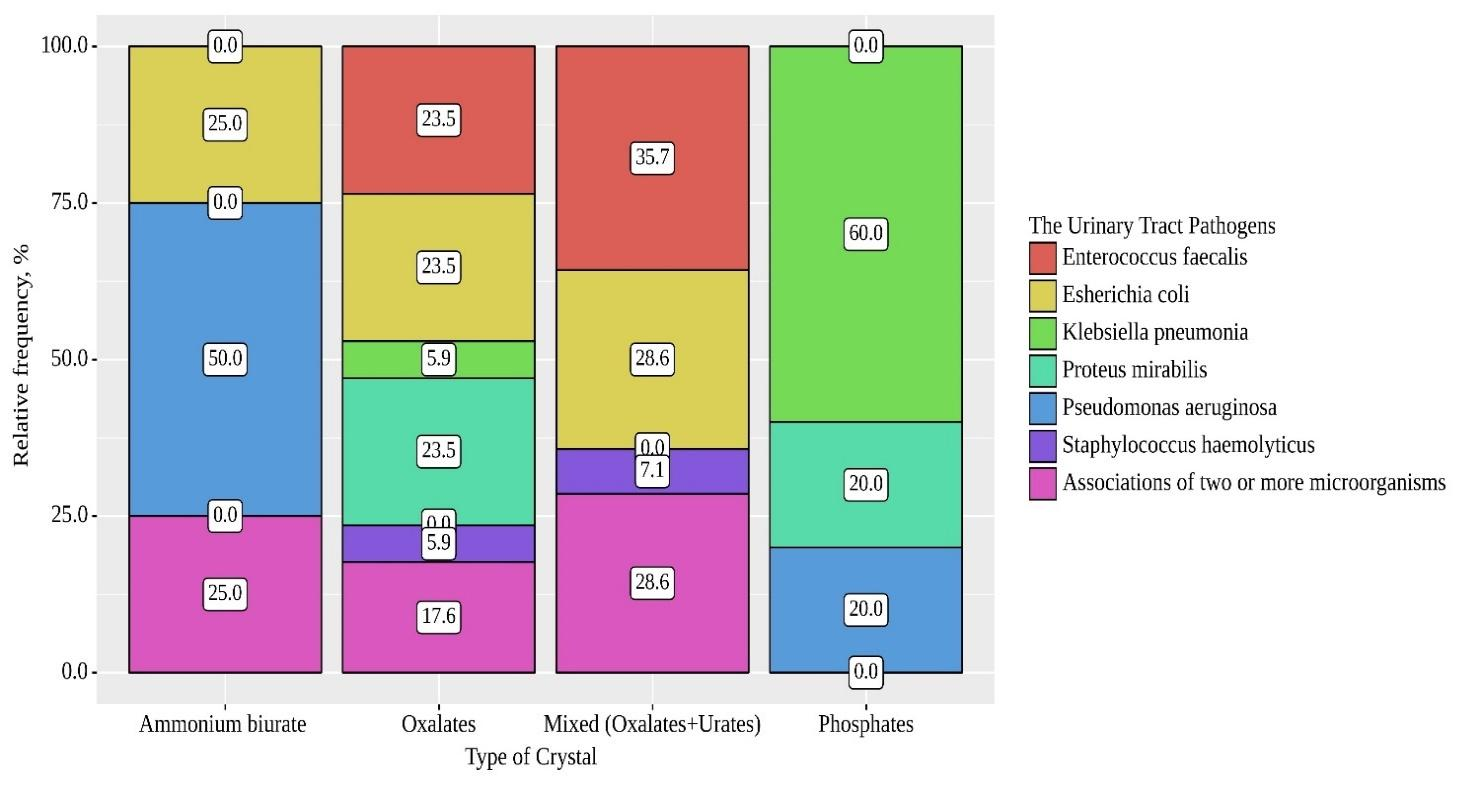 100.0
75.0
50.0
25.0
0.0
Relative frequency, %
0.0
25.0
0.0
50.0
0.0
25.0
23.5
23.5
5.9
23.5
0.0
5.9
17.6
35.7
28.6
0.0
7.1
28.6
0.0
60.0
20.0
20.0
0.0
Ammonium biurate
Oxalates
Mixed (Oxalates+Urates)
Phosphates
Type of Crystal
The Urinary Tract Pathogens
Enterococcus faecalis
Esherichia coli
Klebsiella pneumonia
Proteus mirabilis
Pseudomonas aeruginosa
Staphylococcus haemolyticus
Associations of two or more microorganisms